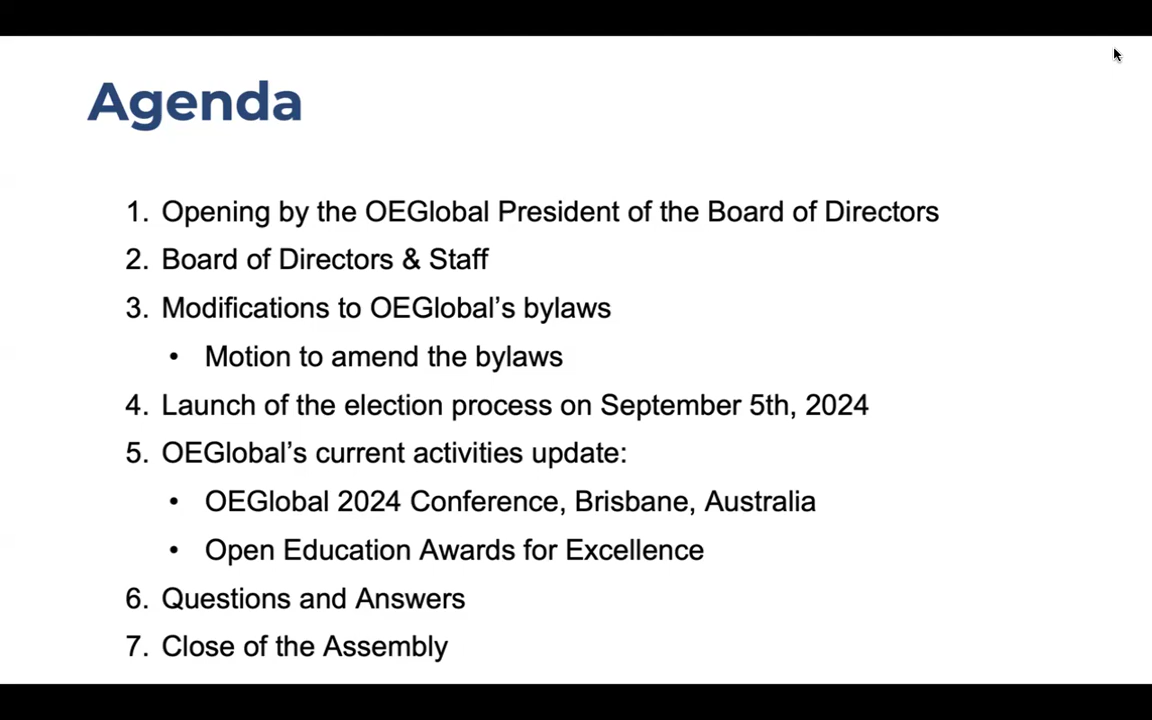 Agenda
1. Opening by the OEGlobal President of the Board of Directors
2. Board of Directors & Staff
3. Modifications to OEGlobal’s bylaws
• Motion to amend the bylaws
4. Launch of the election process on September 5th, 2024
5. OEGlobal’s current activities update:
• OEGlobal 2024 Conference, Brisbane, Australia
• Open Education Awards for Excellence
6. Questions and Answers
7. Close of the Assembly